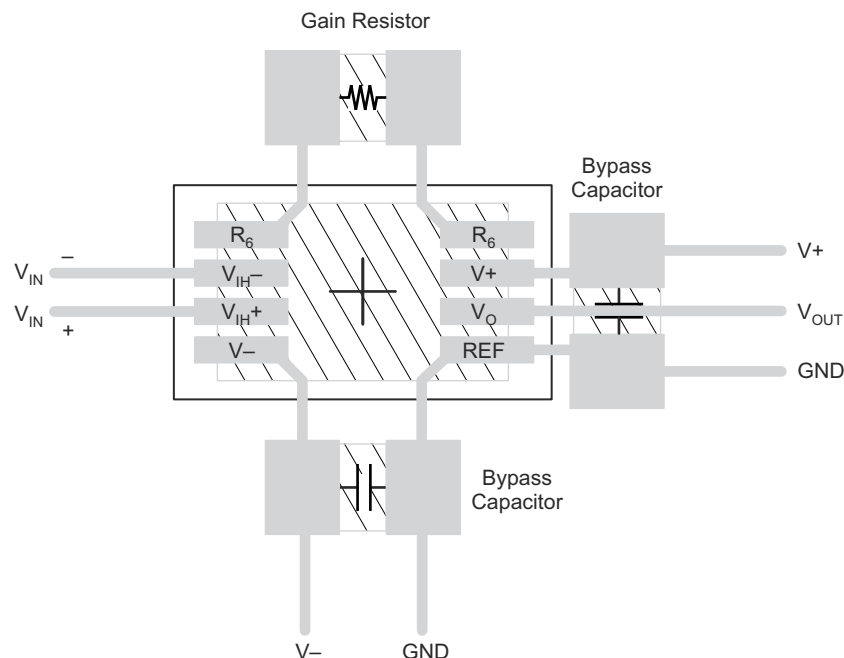 Gain Resistor
Bypass
Capacitor
R6 R6
VIH– V+
VIH+ VO
V– REF
VIN –
VIN +
V+
VOUT
GND
Bypass
Capacitor
V– GND